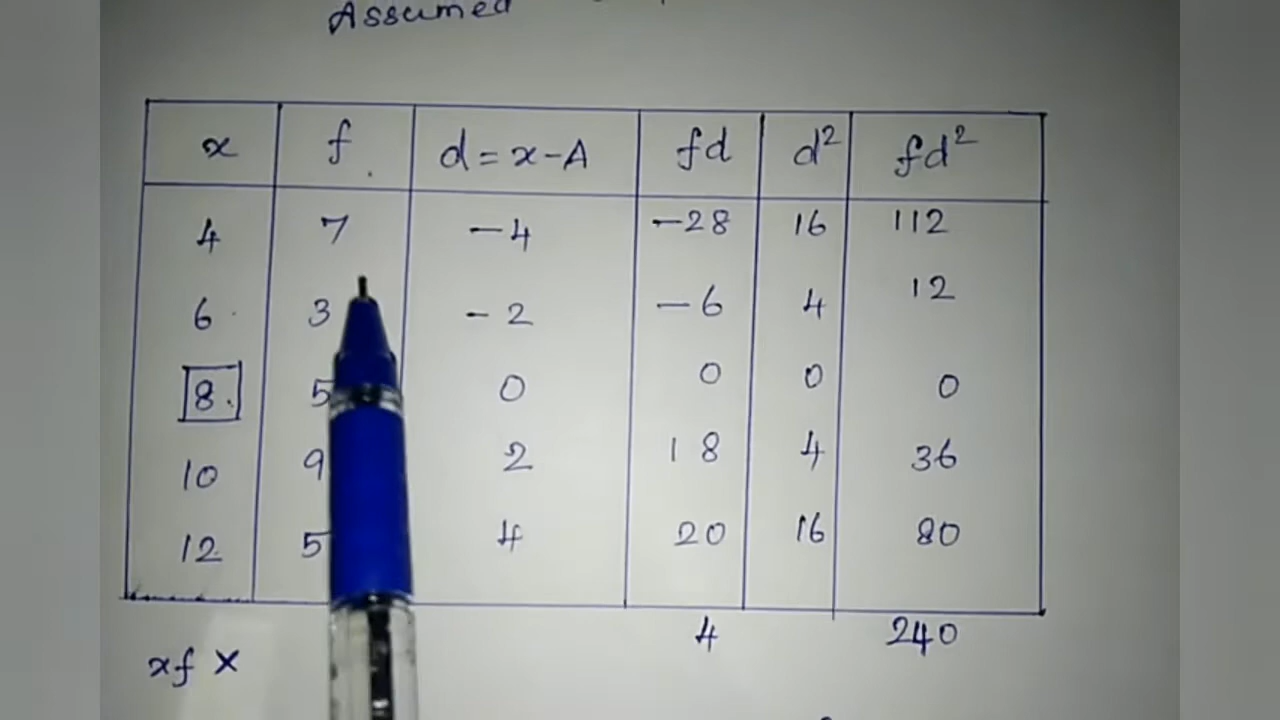 Assumed
x f d = x - A fd d² fd²
4 7 -4 -28 16 112
6 3 -2 -6 4 12
8 5 0 0 0 0
10 9 2 18 4 36
12 5 4 20 16 80
4 240
xf ×